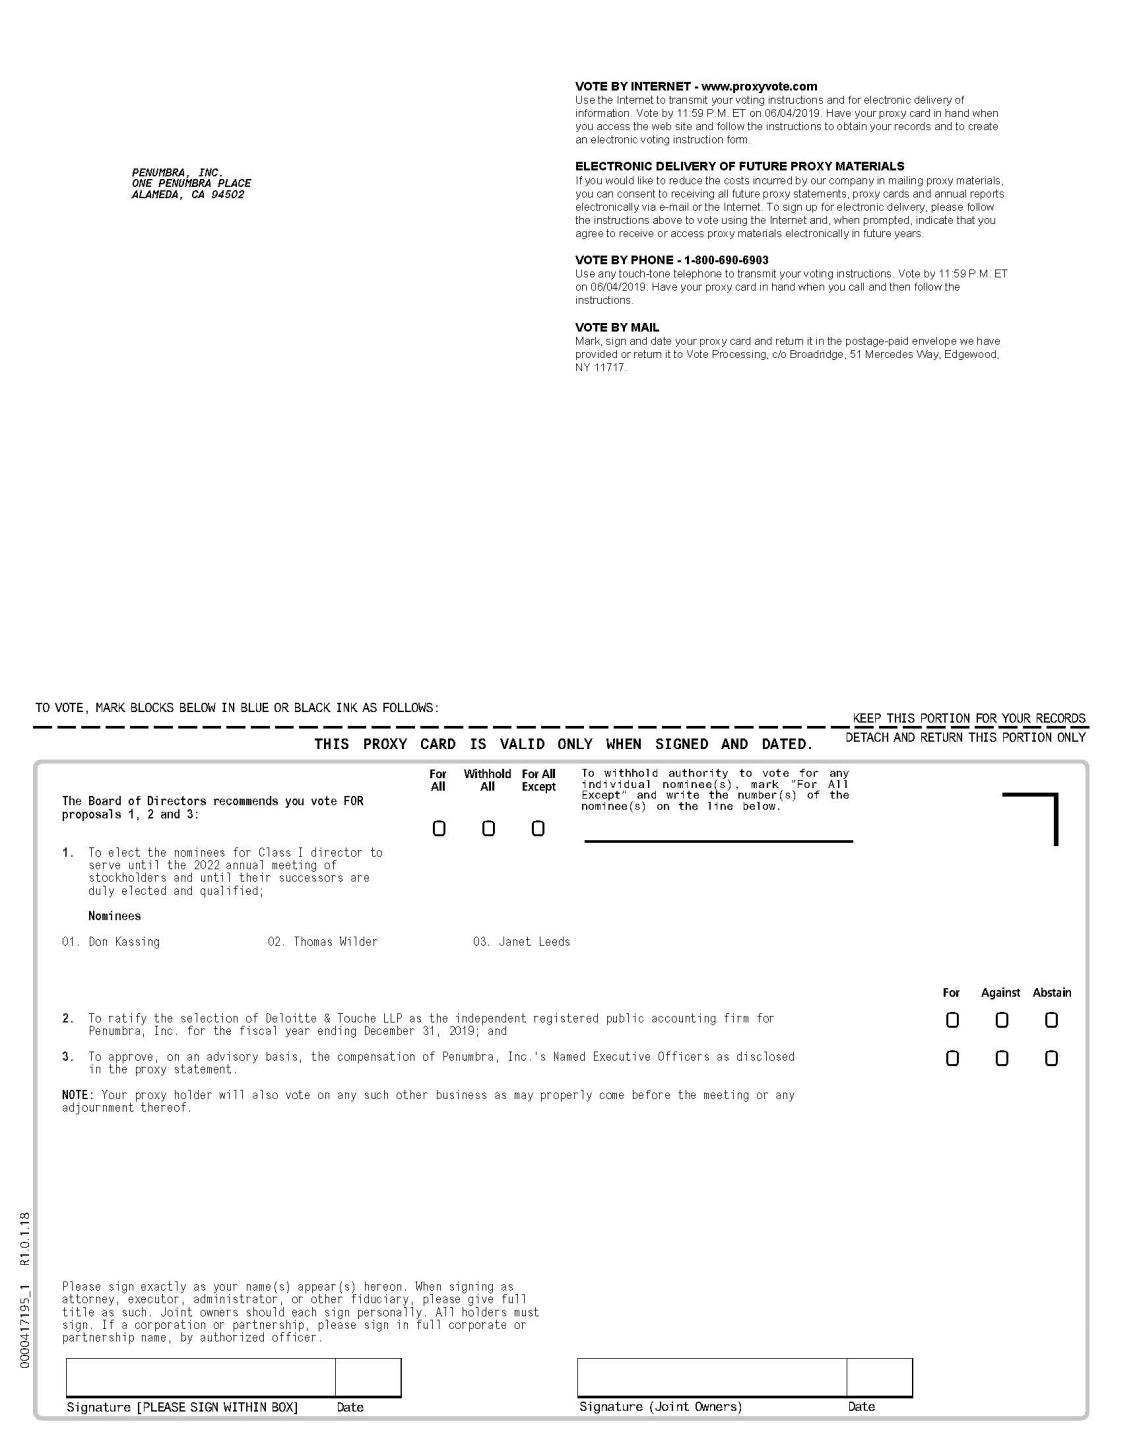 VOTE BY INTERNET - www.proxyvote.com
Use the Internet to transmit your voting instructions and for electronic delivery of
information. Vote by 11:59 P.M. ET on 06/04/2019. Have your proxy card in hand when
you access the web site and follow the instructions to obtain your records and to create
an electronic voting instruction form.
PENUMBRA, INC.
ONE PENUMBRA PLACE
ALAMEDA, CA 94502
ELECTRONIC DELIVERY OF FUTURE PROXY MATERIALS
If you would like to reduce the costs incurred by our company in mailing proxy materials,
you can consent to receiving all future proxy statements, proxy cards and annual reports
electronically via e-mail or the Internet. To sign up for electronic delivery, please follow
the instructions above to vote using the Internet and, when prompted, indicate that you
agree to receive or access proxy materials electronically in future years.
VOTE BY PHONE - 1-800-690-6903
Use any touch-tone telephone to transmit your voting instructions. Vote by 11:59 P.M. ET
on 06/04/2019. Have your proxy card in hand when you call and then follow the
instructions.
VOTE BY MAIL
Mark, sign and date your proxy card and return it in the postage-paid envelope we have
provided or return it to Vote Processing, c/o Broadridge, 51 Mercedes Way, Edgewood,
NY 11717.
TO VOTE, MARK BLOCKS BELOW IN BLUE OR BLACK INK AS FOLLOWS:
KEEP THIS PORTION FOR YOUR RECORDS
DETACH AND RETURN THIS PORTION ONLY
THIS PROXY CARD IS VALID ONLY WHEN SIGNED AND DATED.
The Board of Directors recommends you vote FOR
proposals 1, 2 and 3:
For All
Withhold All
For All Except
To withhold authority to vote for any
individual nominee(s), mark "For All
Except" and write the number(s) of the
nominee(s) on the line below.
1. To elect the nominees for Class I director to
serve until the 2022 annual meeting of
stockholders and until their successors are
duly elected and qualified;
Nominees
01. Don Kassing 02. Thomas Wilder 03. Janet Leeds
For Against Abstain
2. To ratify the selection of Deloitte & Touche LLP as the independent registered public accounting firm for
Penumbra, Inc. for the fiscal year ending December 31, 2019; and
3. To approve, on an advisory basis, the compensation of Penumbra, Inc.'s Named Executive Officers as disclosed
in the proxy statement.
NOTE: Your proxy holder will also vote on any such other business as may properly come before the meeting or any
adjournment thereof.
Please sign exactly as your name(s) appear(s) hereon. When signing as
attorney, executor, administrator, or other fiduciary, please give full
title as such. Joint owners should each sign personally. All holders must
sign. If a corporation or partnership, please sign in full corporate or
partnership name, by authorized officer.
Signature [PLEASE SIGN WITHIN BOX] Date
Signature (Joint Owners) Date
0000417195_1 R1.0.1.18